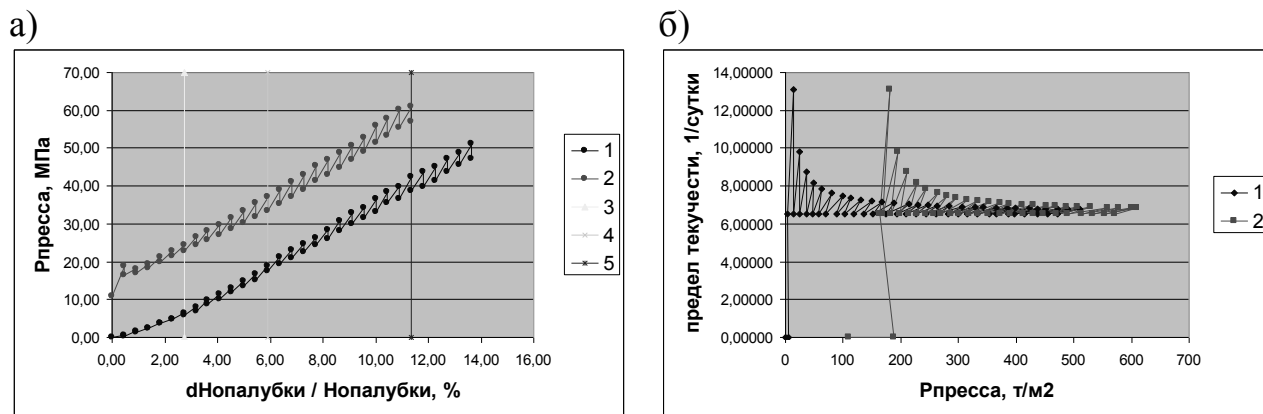 а)
70,00
60,00
50,00
40,00
30,00
20,00
10,00
0,00
Рпресса, МПа
0,00 2,00 4,00 6,00 8,00 10,00 12,00 14,00 16,00
dНопалубки / Нопалубки, %
1
2
3
4
5
б)
14,00000
12,00000
10,00000
8,00000
6,00000
4,00000
2,00000
0,00000
предел текучести, 1/сутки
0 100 200 300 400 500 600 700
Рпресса, т/м2
1
2